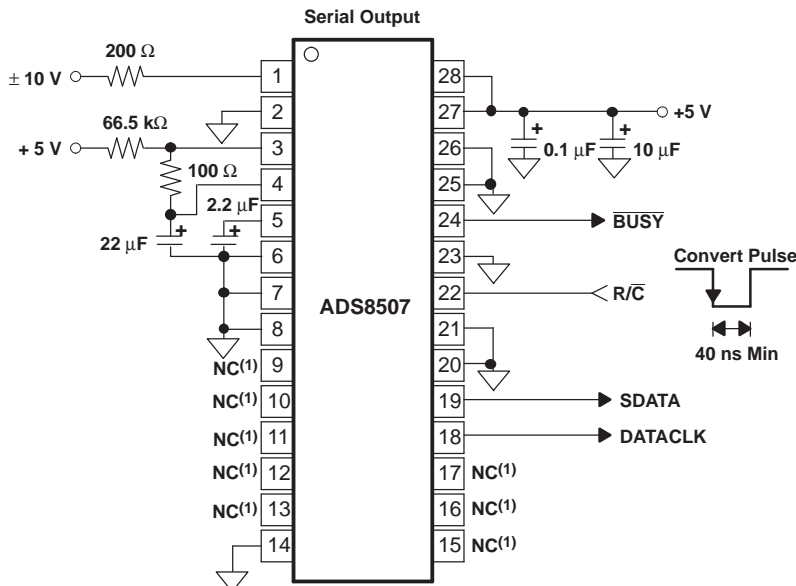 Serial Output
200 Ω
± 10 V
66.5 kΩ
+ 5 V
100 Ω
2.2 µF
+
+
22 µF
1
2
3
4
5
6
7
8
NC(1) 9
NC(1) 10
NC(1) 11
NC(1) 12
NC(1) 13
14
ADS8507
28
27
+5 V
+
+
0.1 µF
10 µF
26
25
24 BUSY
23
22 R/C
21
20
19 SDATA
18 DATACLK
17 NC(1)
16 NC(1)
15 NC(1)
Convert Pulse
40 ns Min